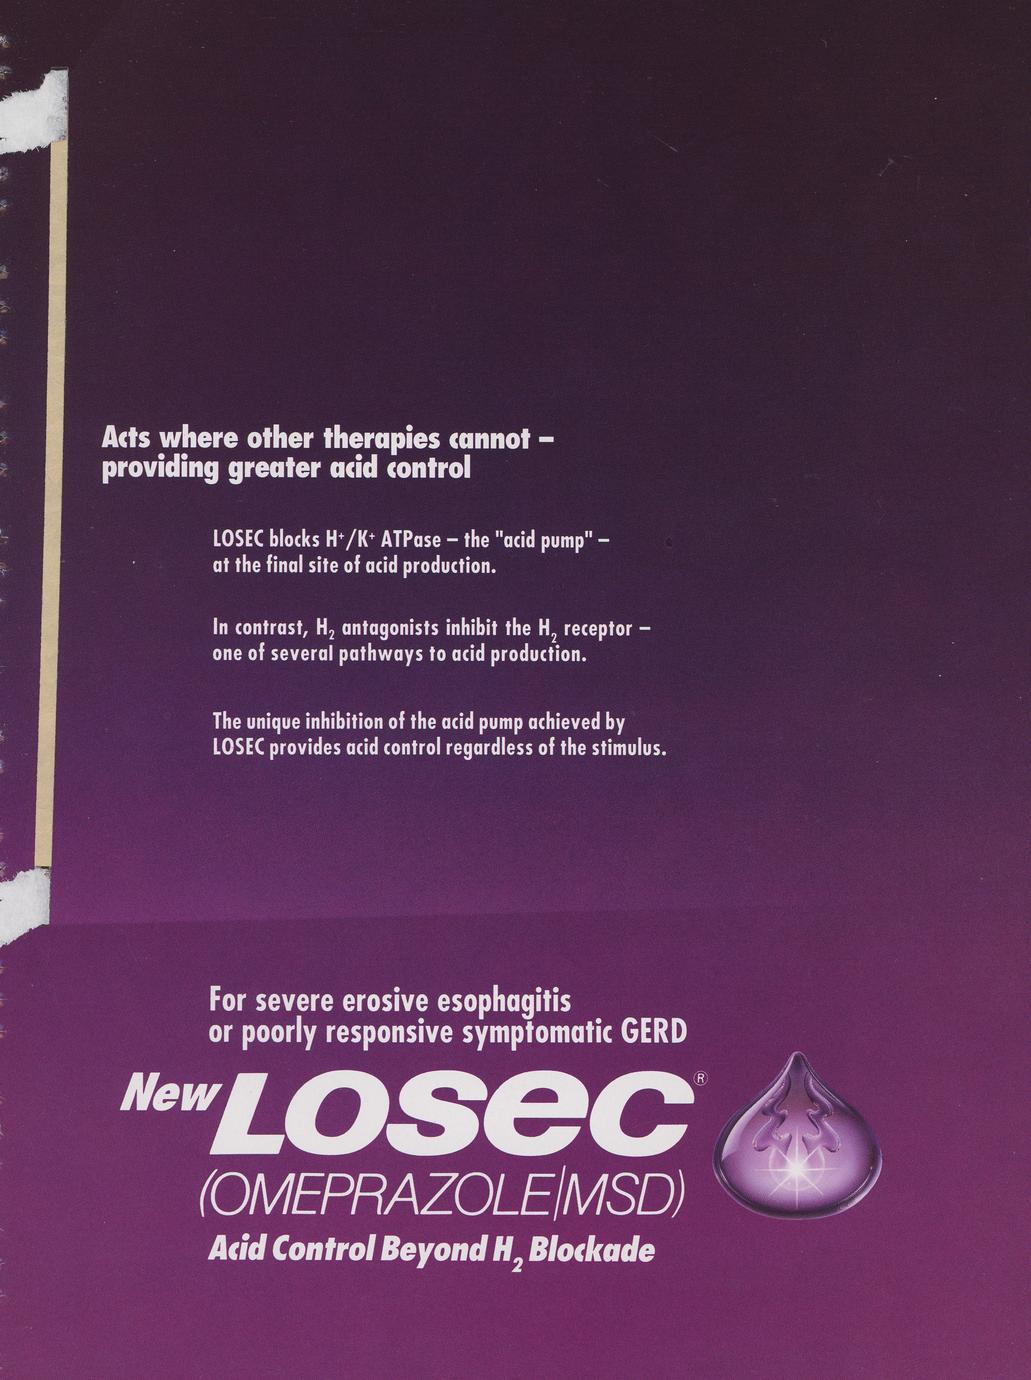 Acts where other therapies cannot –
providing greater acid control
LOSEC blocks H⁺/K⁺ ATPase – the "acid pump" –
at the final site of acid production.
In contrast, H₂ antagonists inhibit the H₂ receptor –
one of several pathways to acid production.
The unique inhibition of the acid pump achieved by
LOSEC provides acid control regardless of the stimulus.
For severe erosive esophagitis
or poorly responsive symptomatic GERD
New LOSEC®
(OMEPRAZOLE/MSD)
Acid Control Beyond H₂ Blockade